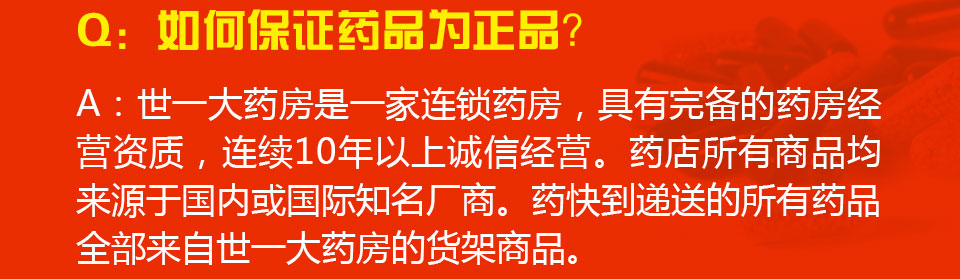 Q：如何保证药品为正品？
A：世一大药房是一家连锁药房，具有完备的药房经
营资质，连续10年以上诚信经营。药店所有商品均
来源于国内或国际知名厂商。药快到递送的所有药品
全部来自世一大药房的货架商品。